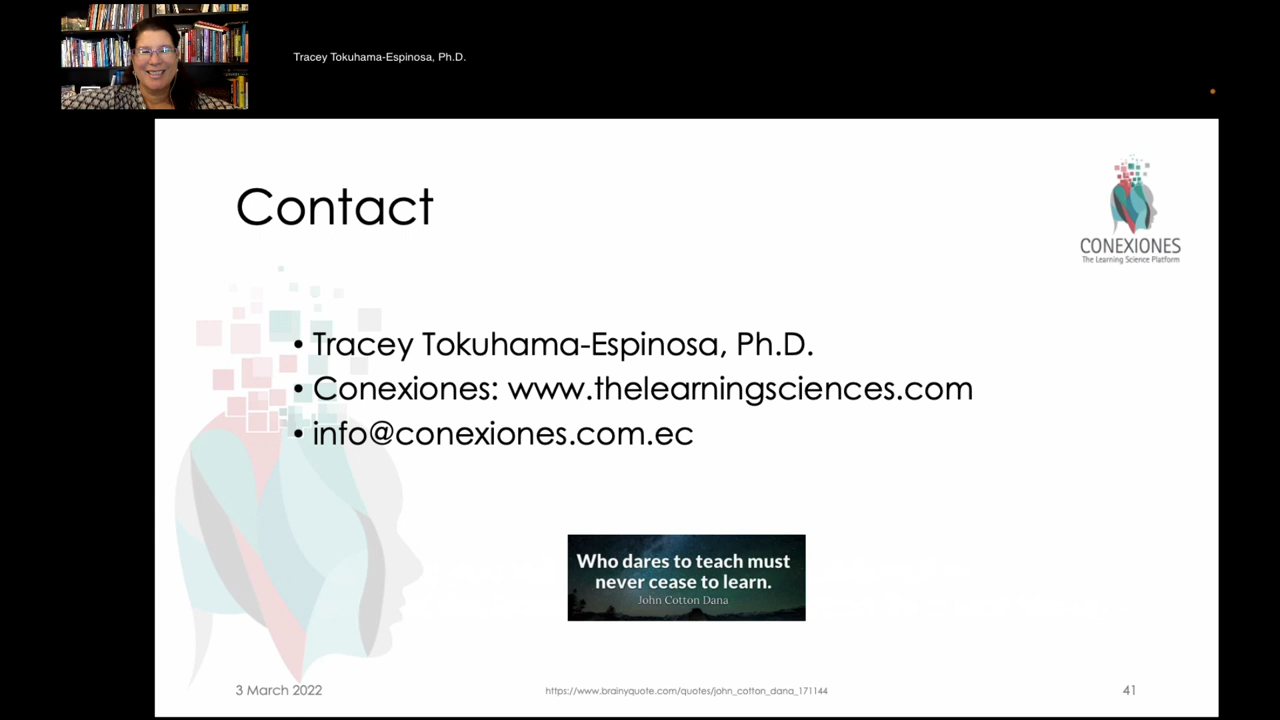 Tracey Tokuhama-Espinosa, Ph.D.
CONEXIONES
The Learning Science Platform
Contact
• Tracey Tokuhama-Espinosa, Ph.D.
• Conexiones: www.thelearningsciences.com
• info@conexiones.com.ec
Who dares to teach must
never cease to learn.
John Cotton Dana
3 March 2022
https://www.brainyquote.com/quotes/john_cotton_dana_171144
41